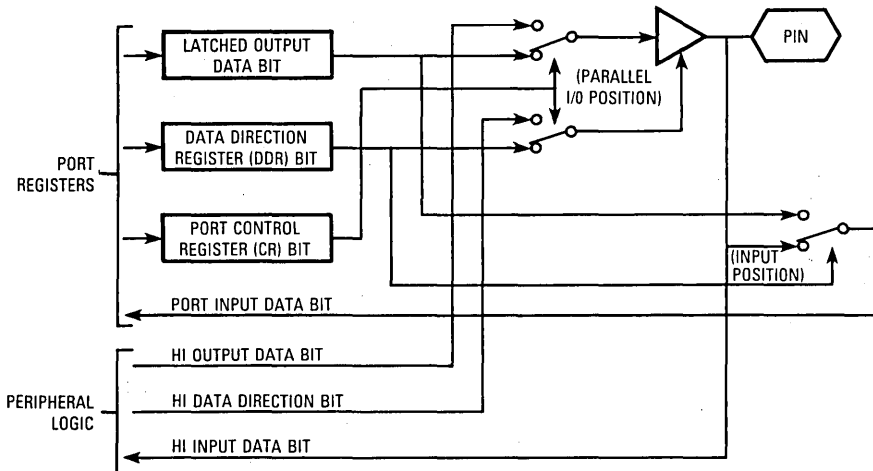 LATCHED OUTPUT
DATA BIT
PIN
(PARALLEL
I/O POSITION)
DATA DIRECTION
REGISTER (DDR) BIT
PORT
REGISTERS
PORT CONTROL
REGISTER (CR) BIT
(INPUT
POSITION)
PORT INPUT DATA BIT
HI OUTPUT DATA BIT
PERIPHERAL
LOGIC
HI DATA DIRECTION BIT
HI INPUT DATA BIT